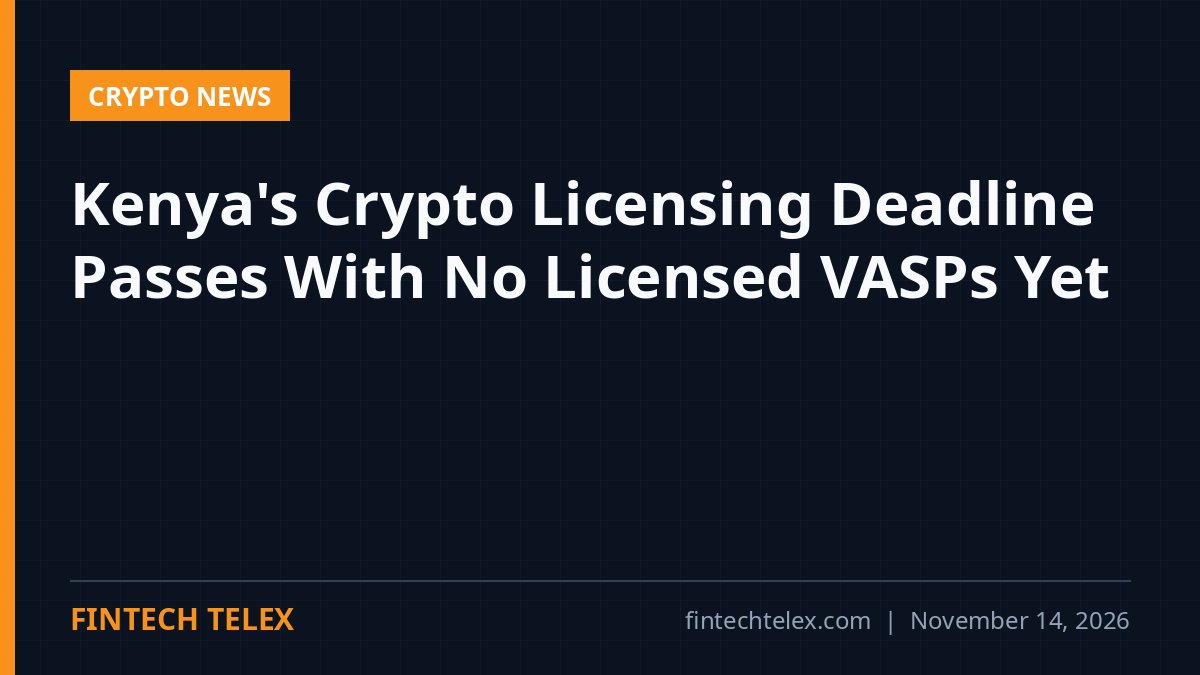 CRYPTO NEWS
Kenya's Crypto Licensing Deadline
Passes With No Licensed VASPs Yet
FINTECH TELEX
fintechtelex.com | November 14, 2026